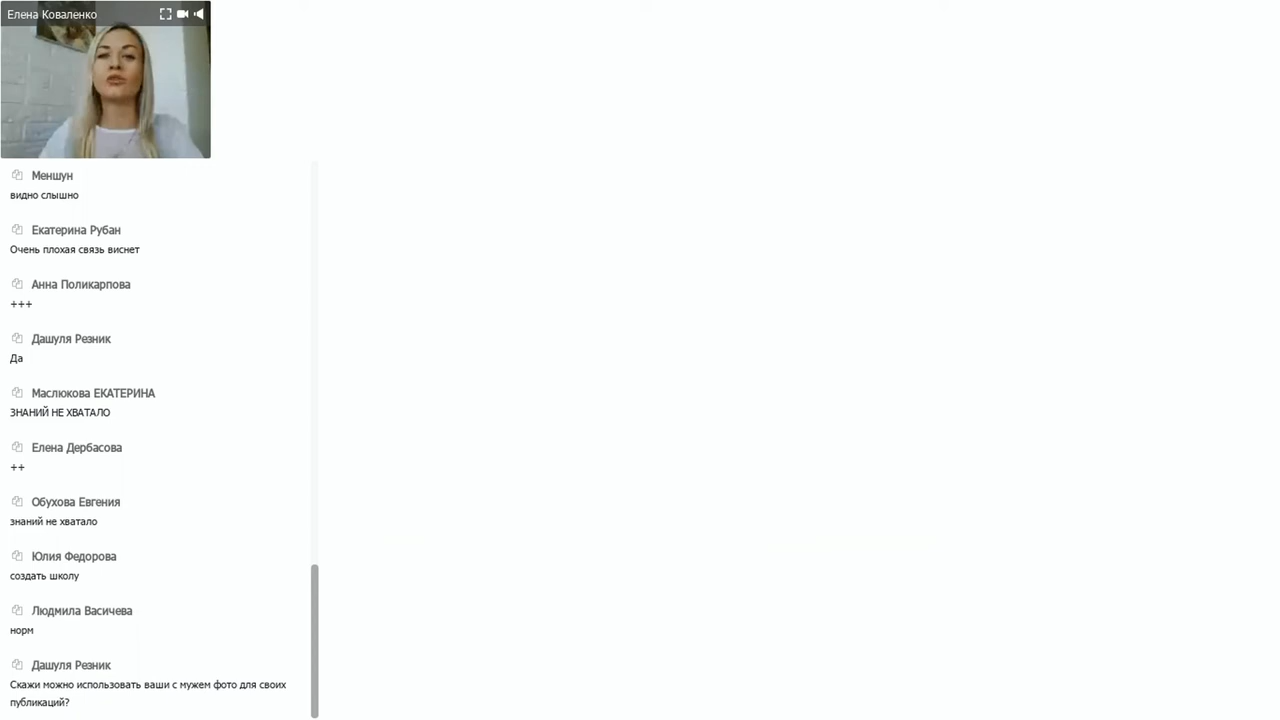 Елена Коваленко
Меншун
видно слышно
Екатерина Рубан
Очень плохая связь виснет
Анна Поликарпова
+++
Дашуля Резник
Да
Маслюкова ЕКАТЕРИНА
ЗНАНИЙ НЕ ХВАТАЛО
Елена Дербасова
++
Обухова Евгения
знаний не хватало
Юлия Федорова
создать школу
Людмила Васичева
норм
Дашуля Резник
Скажи можно использовать ваши с мужем фото для своих
публикаций?